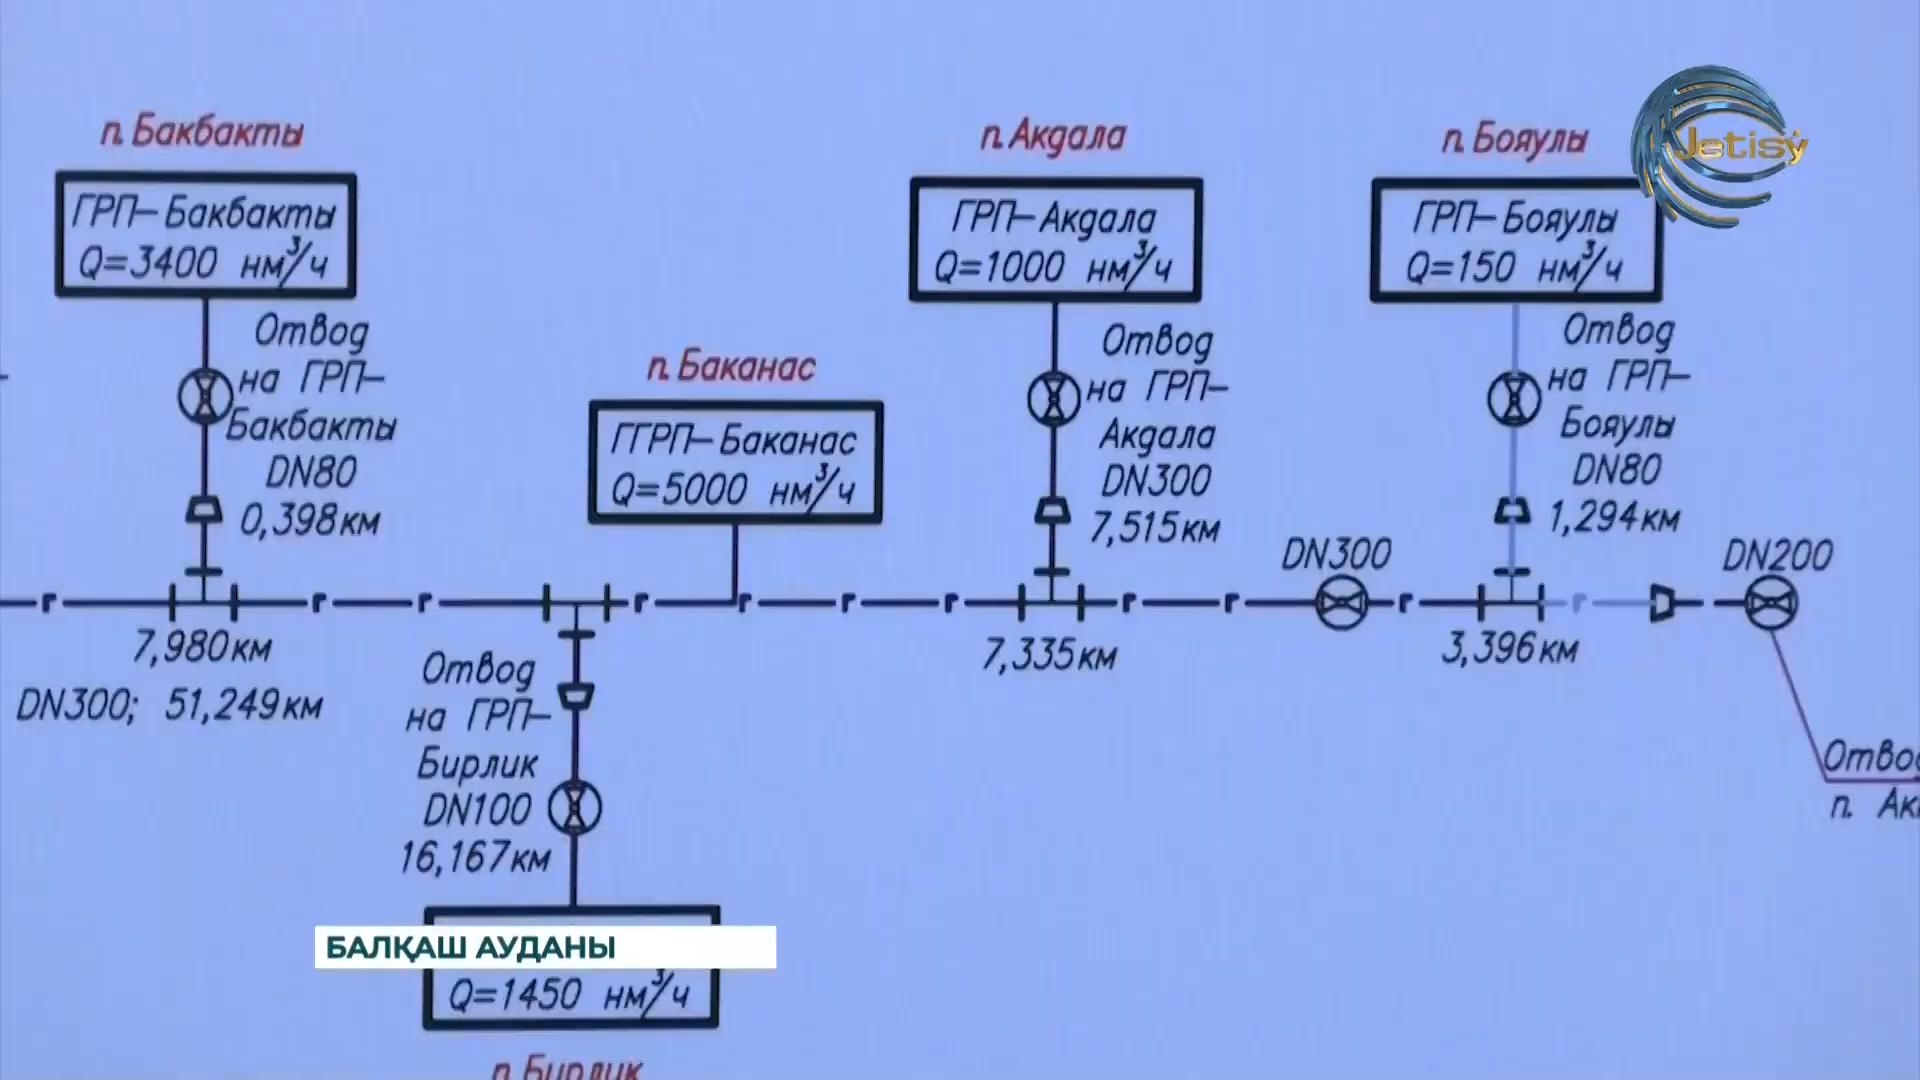 Jetisý
п. Бакбакты
ГРП-Бакбакты
Q=3400 нм³/ч
Отвод
на ГРП-
Бакбакты
DN80
0,398км
п. Баканас
ГГРП-Баканас
Q=5000 нм³/ч
п. Акдала
ГРП-Акдала
Q=1000 нм³/ч
Отвод
на ГРП-
Акдала
DN300
7,515км
п. Бояулы
ГРП-Бояулы
Q=150 нм³/ч
Отвод
на ГРП-
Бояулы
DN80
1,294км
DN300
DN200
г г г г г г г г г г г
7,980км
DN300; 51,249км
7,335км
3,396км
Отвод
на ГРП-
Бирлик
DN100
16,167км
п.
БАЛҚАШ АУДАНЫ
Q=1450 нм³/ч
п. Бирлик